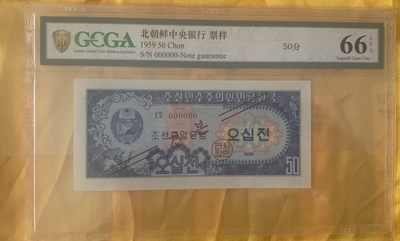 GCGA
北朝鲜中央银行 票样
1959 50 Chon
S/N 000000-Note guarantee
50分
66 EPQ
Superb Gem Unc
조선민주주의인민공화국
000000
조선중앙은행
오십전
50